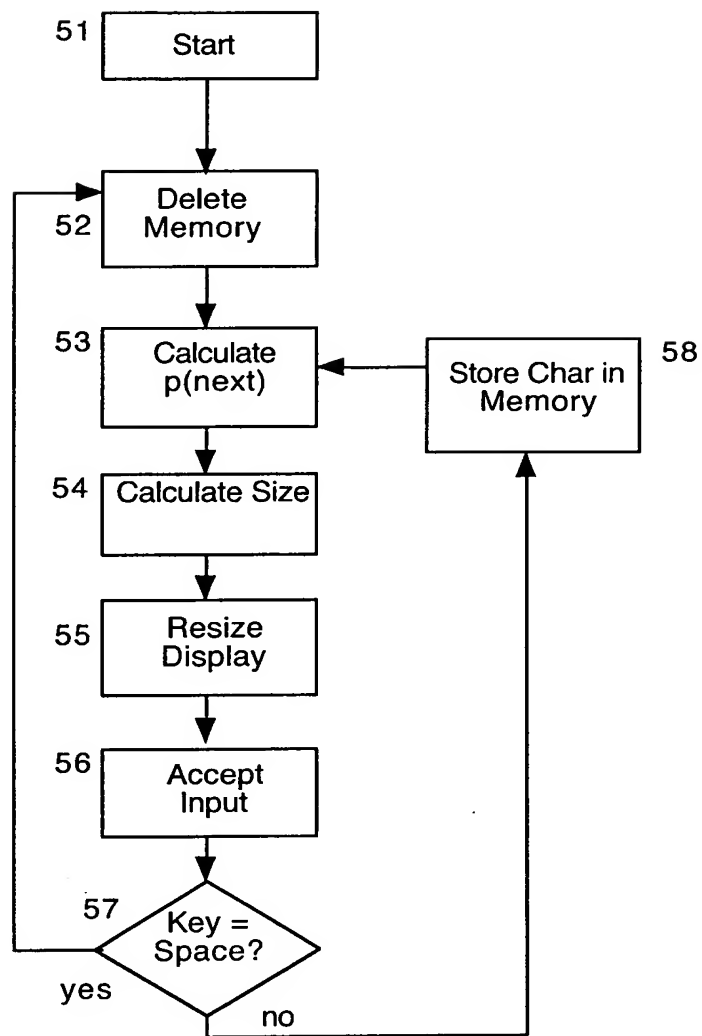 51
Start
Delete
Memory
52
53
Calculate
p(next)
58
Store Char in
Memory
54
Calculate Size
55
Resize
Display
56
Accept
Input
57
Key =
Space?
yes
no